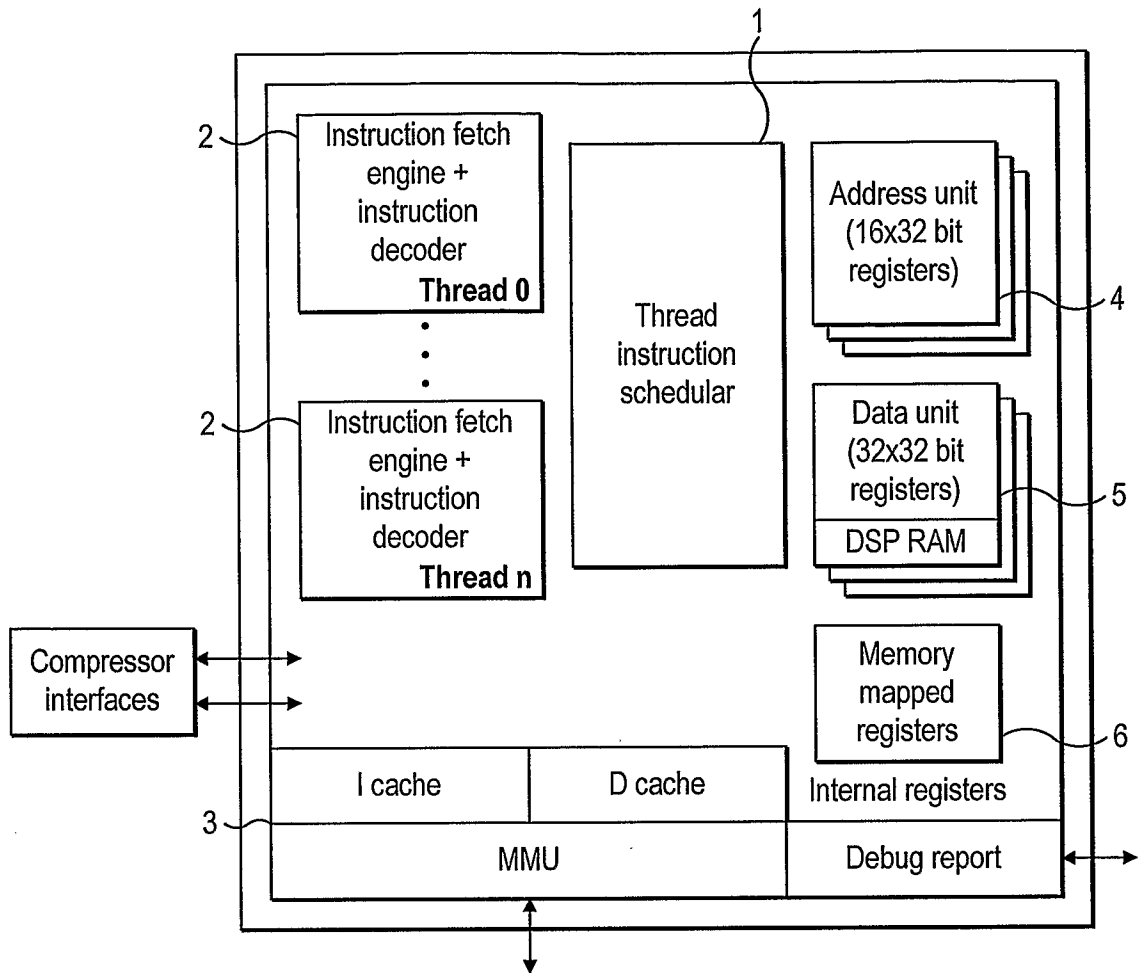 1
2
Instruction fetch
engine +
instruction
decoder
Thread 0
Thread
instruction
schedular
Address unit
(16x32 bit
registers)
4
2
Instruction fetch
engine +
instruction
decoder
Thread n
Data unit
(32x32 bit
registers)
DSP RAM
5
Compressor
interfaces
Memory
mapped
registers
6
I cache
D cache
Internal registers
3
MMU
Debug report